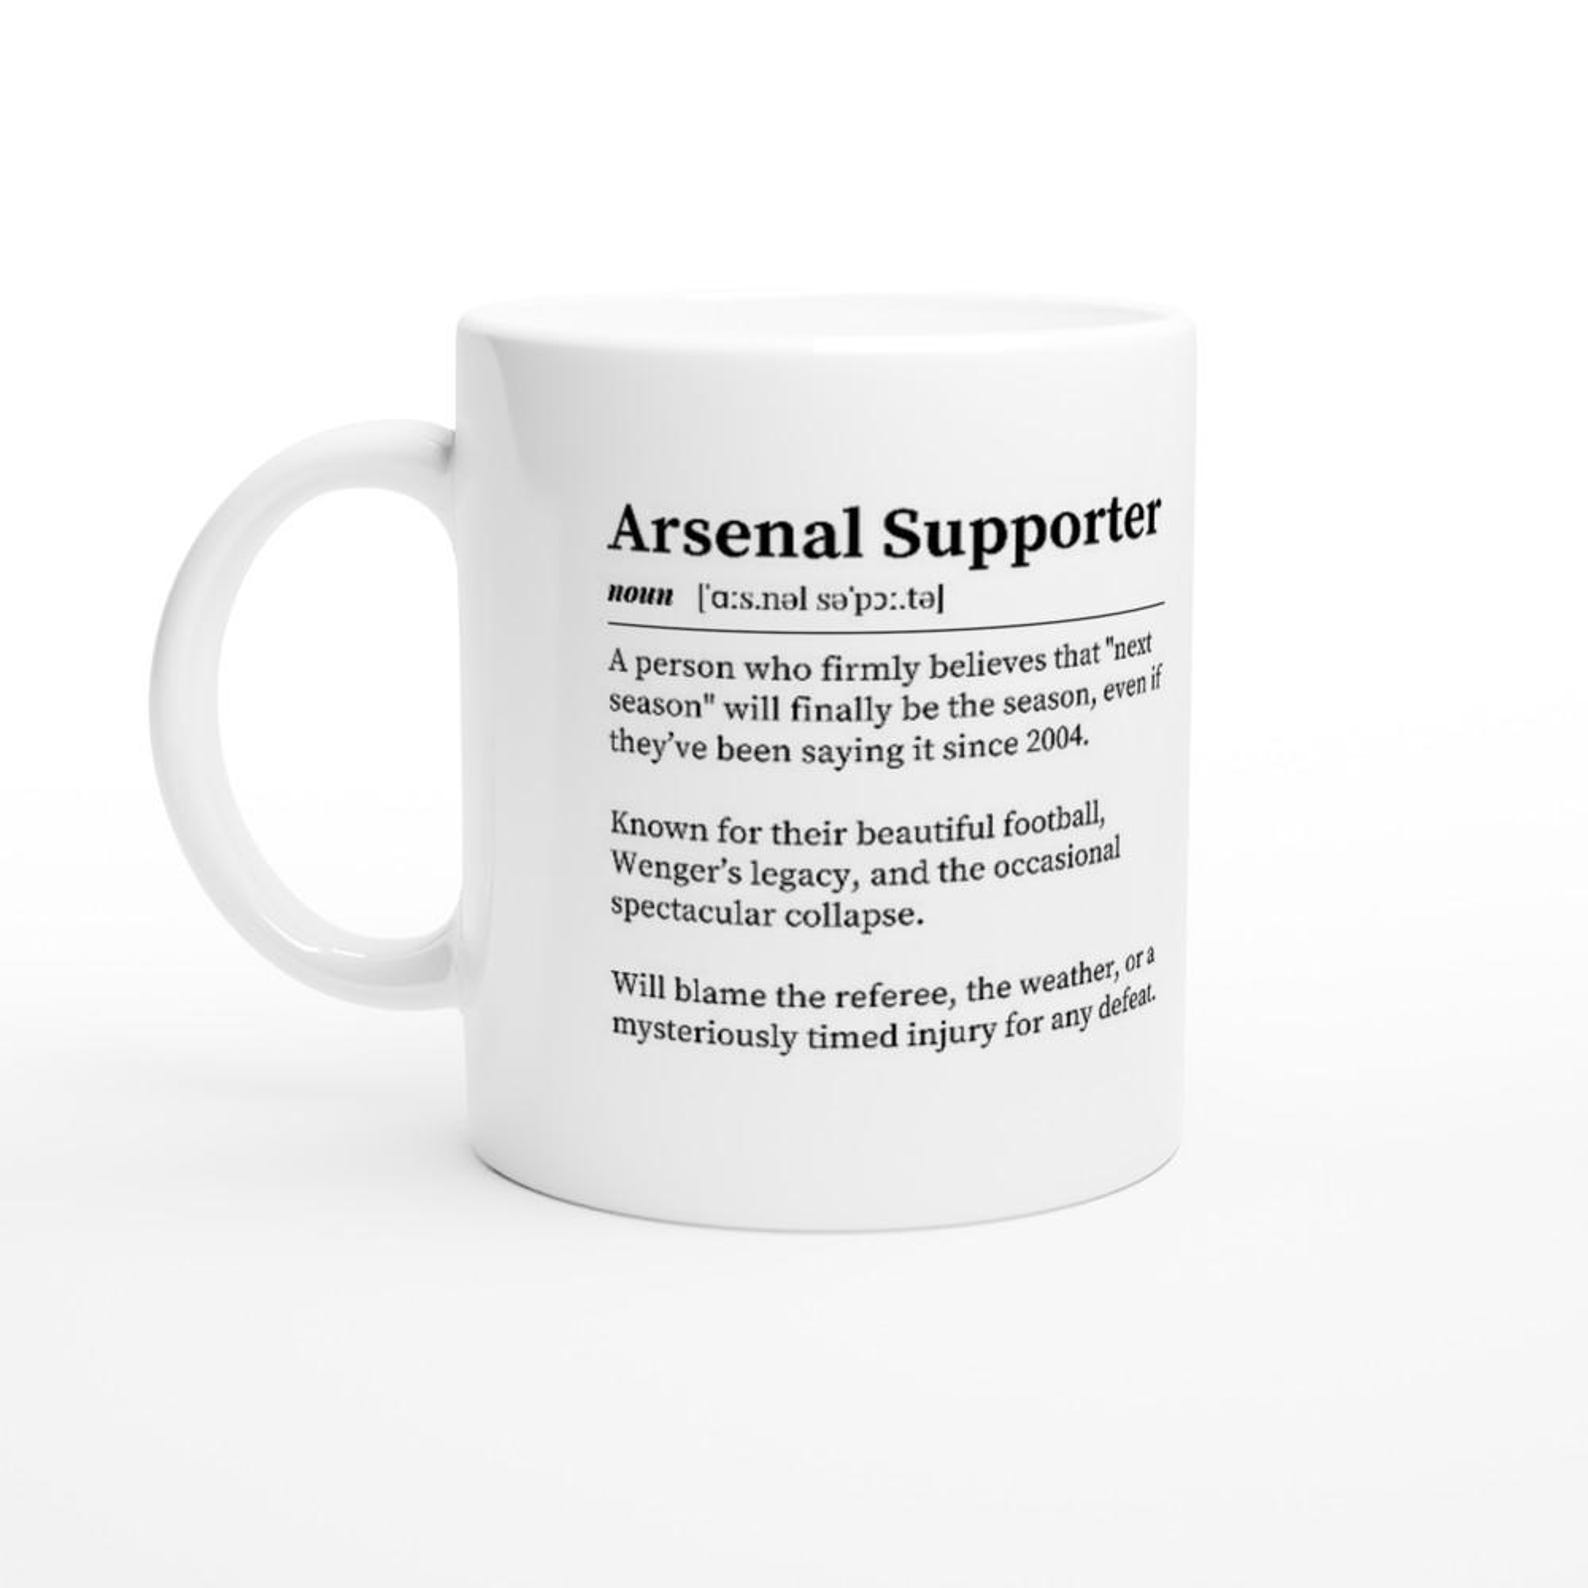 Arsenal Supporter
noun [ˈɑːs.nəl səˈpɔː.tə]
A person who firmly believes that "next
season" will finally be the season, even if
they’ve been saying it since 2004.
Known for their beautiful football,
Wenger’s legacy, and the occasional
spectacular collapse.
Will blame the referee, the weather, or a
mysteriously timed injury for any defeat.